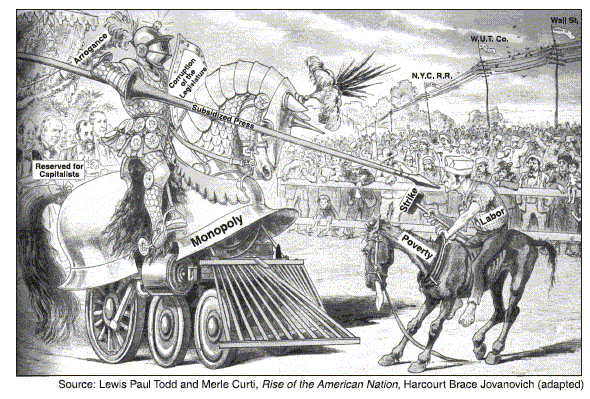 Wall St.
W.U.T. Co.
N.Y.C. R.R.
Arrogance
Corruption
of the
Legislature
Subsidized Press
Reserved for
Capitalists
Monopoly
Strike
Labor
Poverty
Source: Lewis Paul Todd and Merle Curti, Rise of the American Nation, Harcourt Brace Jovanovich (adapted)